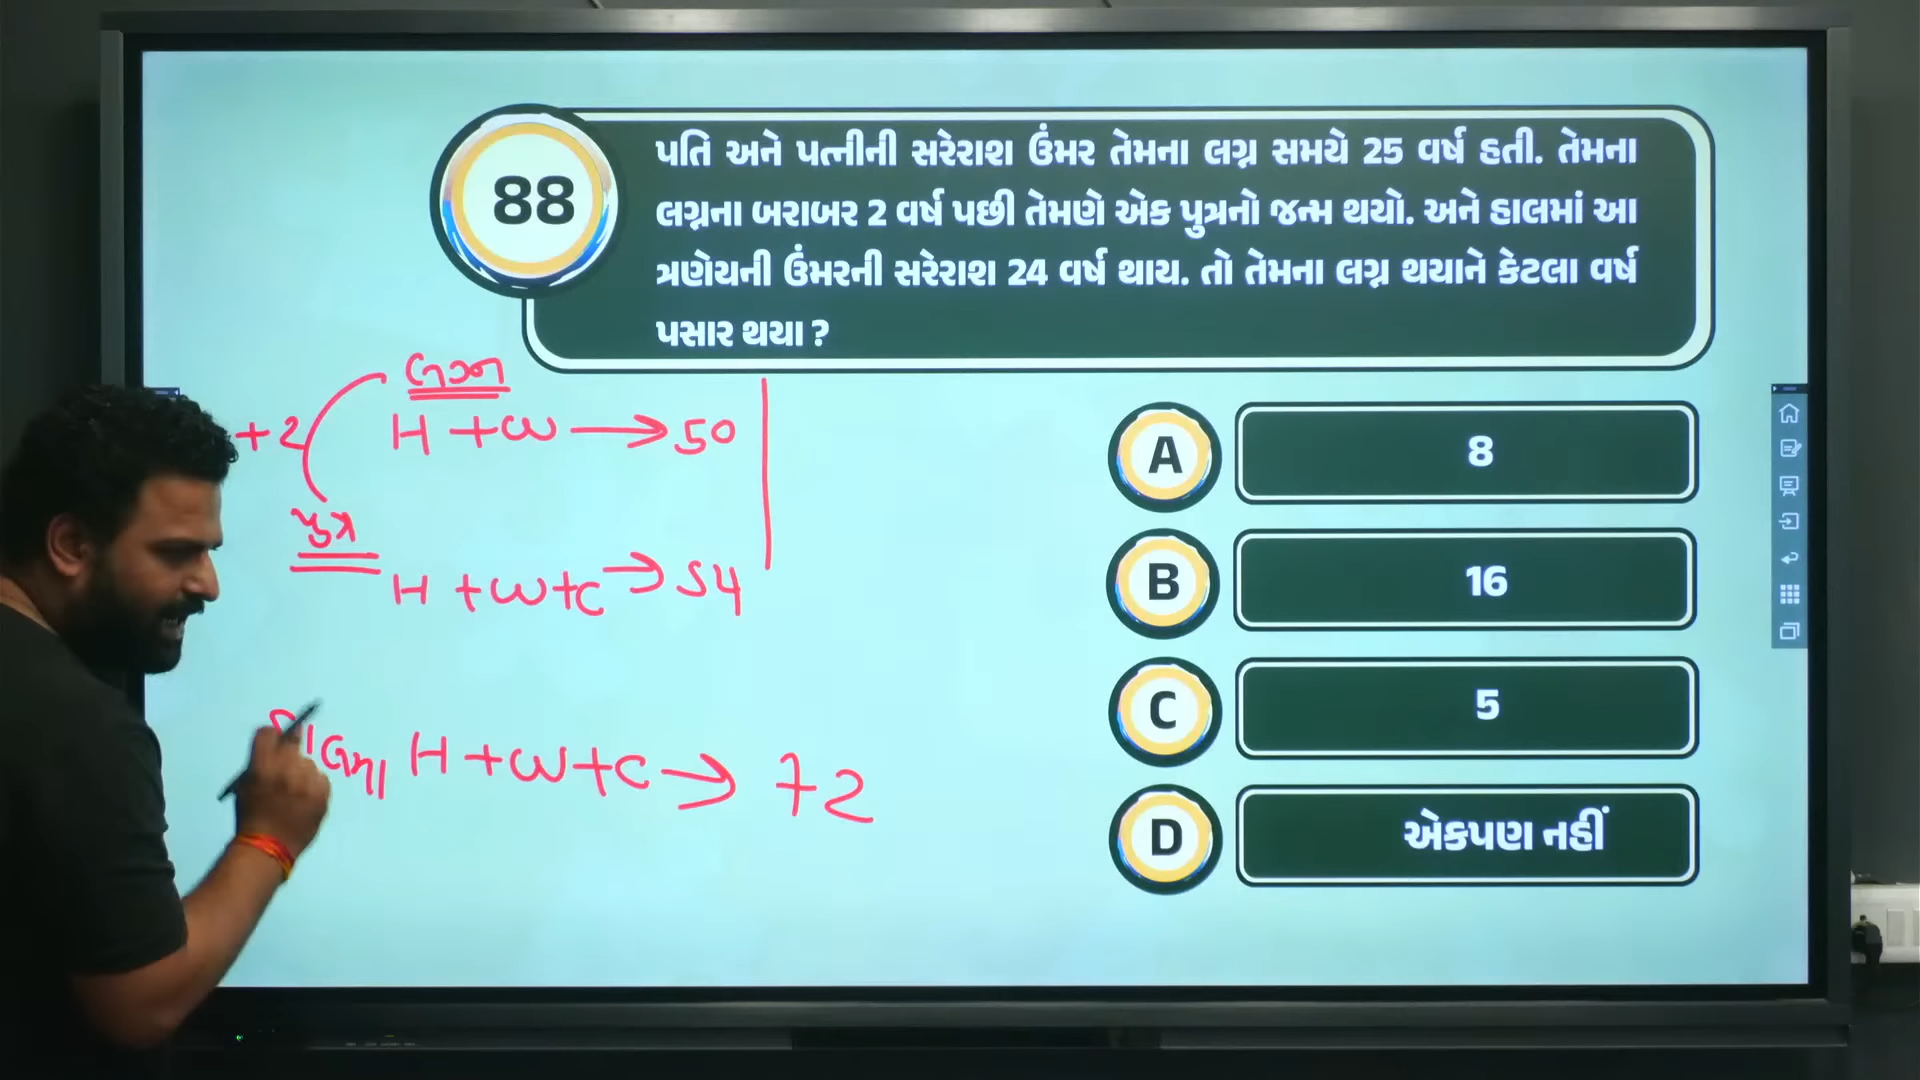 88
પતિ અને પત્નીની સરેરાશ ઉંમર તેમના લગ્ન સમયે 25 વર્ષ હતી. તેમના
લગ્નના બરાબર 2 વર્ષ પછી તેમણે એક પુત્રનો જન્મ થયો. અને હાલમાં આ
ત્રણેયની ઉંમરની સરેરાશ 24 વર્ષ થાય. તો તેમના લગ્ન થયાને કેટલા વર્ષ
પસાર થયા ?
લગ્ન
+2
H + W → 50
પુત્ર
H + W + C → 54
H + W + C → 72
A 8
B 16
C 5
D એકપણ નહીં